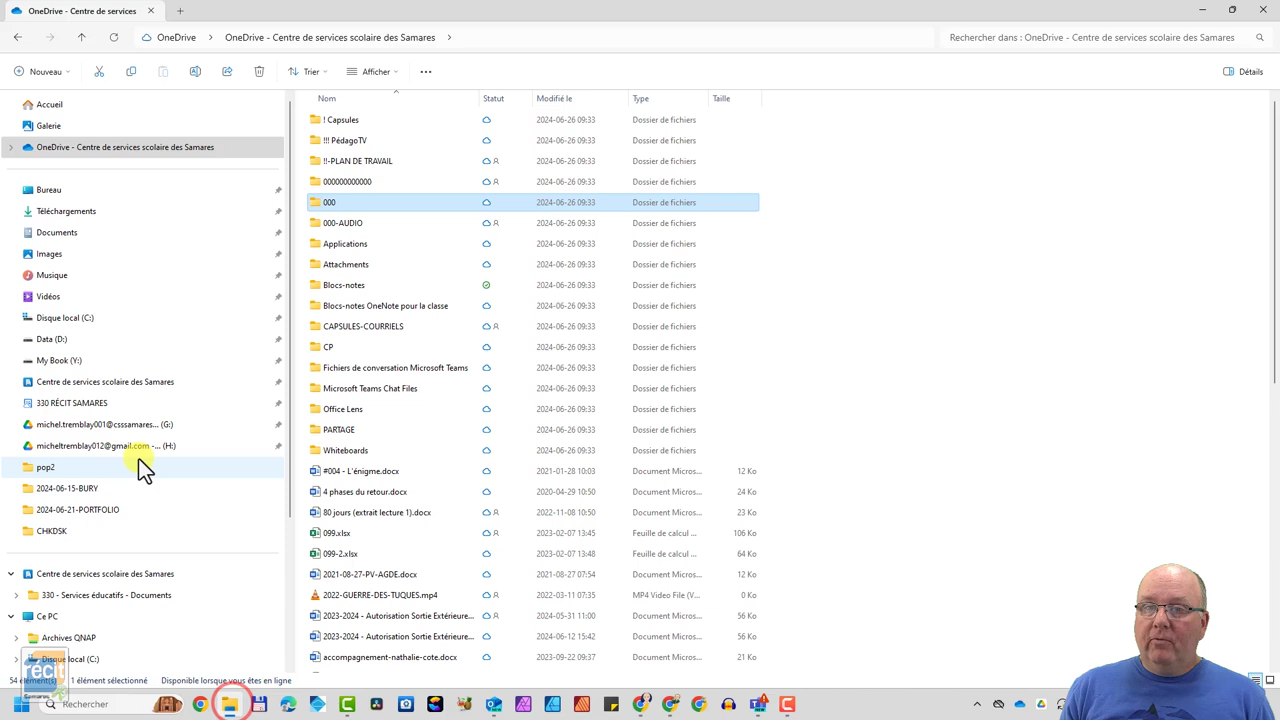 OneDrive - Centre de services
OneDrive
OneDrive - Centre de services scolaire des Samares
Rechercher dans : OneDrive - Centre de services scolaire des Samares
Nouveau
Trier
Afficher
Détails
Accueil
Galerie
OneDrive - Centre de services scolaire des Samares
Bureau
Téléchargements
Documents
Images
Musique
Vidéos
Disque local (C:)
Data (D:)
My Book (Y:)
Centre de services scolaire des Samares
330 RÉCIT SAMARES
michel.tremblay001@csssamares... (G:)
micheltremblay012@gmail.com -... (H:)
pop2
2024-06-15-BURY
2024-06-21-PORTFOLIO
CHKDSK
Centre de services scolaire des Samares
330 - Services éducatifs - Documents
Ce PC
Archives QNAP
Disque local (C:)
Nom Statut Modifié le Type Taille
! Capsules 2024-06-26 09:33 Dossier de fichiers
!!! PédagoTV 2024-06-26 09:33 Dossier de fichiers
!!-PLAN DE TRAVAIL 2024-06-26 09:33 Dossier de fichiers
000000000000 2024-06-26 09:33 Dossier de fichiers
000 2024-06-26 09:33 Dossier de fichiers
000-AUDIO 2024-06-26 09:33 Dossier de fichiers
Applications 2024-06-26 09:33 Dossier de fichiers
Attachments 2024-06-26 09:33 Dossier de fichiers
Blocs-notes 2024-06-26 09:33 Dossier de fichiers
Blocs-notes OneNote pour la classe 2024-06-26 09:33 Dossier de fichiers
CAPSULES-COURRIELS 2024-06-26 09:33 Dossier de fichiers
CP 2024-06-26 09:33 Dossier de fichiers
Fichiers de conversation Microsoft Teams 2024-06-26 09:33 Dossier de fichiers
Microsoft Teams Chat Files 2024-06-26 09:33 Dossier de fichiers
Office Lens 2024-06-26 09:33 Dossier de fichiers
PARTAGE 2024-06-26 09:33 Dossier de fichiers
Whiteboards 2024-06-26 09:33 Dossier de fichiers
#004 - L'énigme.docx 2021-01-28 10:03 Document Micros... 12 Ko
4 phases du retour.docx 2020-04-29 10:50 Document Micros... 24 Ko
80 jours (extrait lecture 1).docx 2022-11-08 10:50 Document Micros... 23 Ko
099.xlsx 2023-02-07 13:45 Feuille de calcul ... 106 Ko
099-2.xlsx 2023-02-07 13:48 Feuille de calcul ... 64 Ko
2021-08-27-PV-AGDE.docx 2021-08-27 07:54 Document Micros... 12 Ko
2022-GUERRE-DES-TUQUES.mp4 2022-03-11 07:35 MP4 Video File (V... 0 Ko
2023-2024 - Autorisation Sortie Extérieure... 2024-05-31 11:00 Document Micros... 56 Ko
2023-2024 - Autorisation Sortie Extérieure... 2024-06-12 15:42 Document Micros... 56 Ko
accompagnement-nathalie-cote.docx 2023-09-22 09:37 Document Micros... 21 Ko
54 élément(s) 1 élément sélectionné Disponible lorsque vous êtes en ligne
récit
Samares
Rechercher